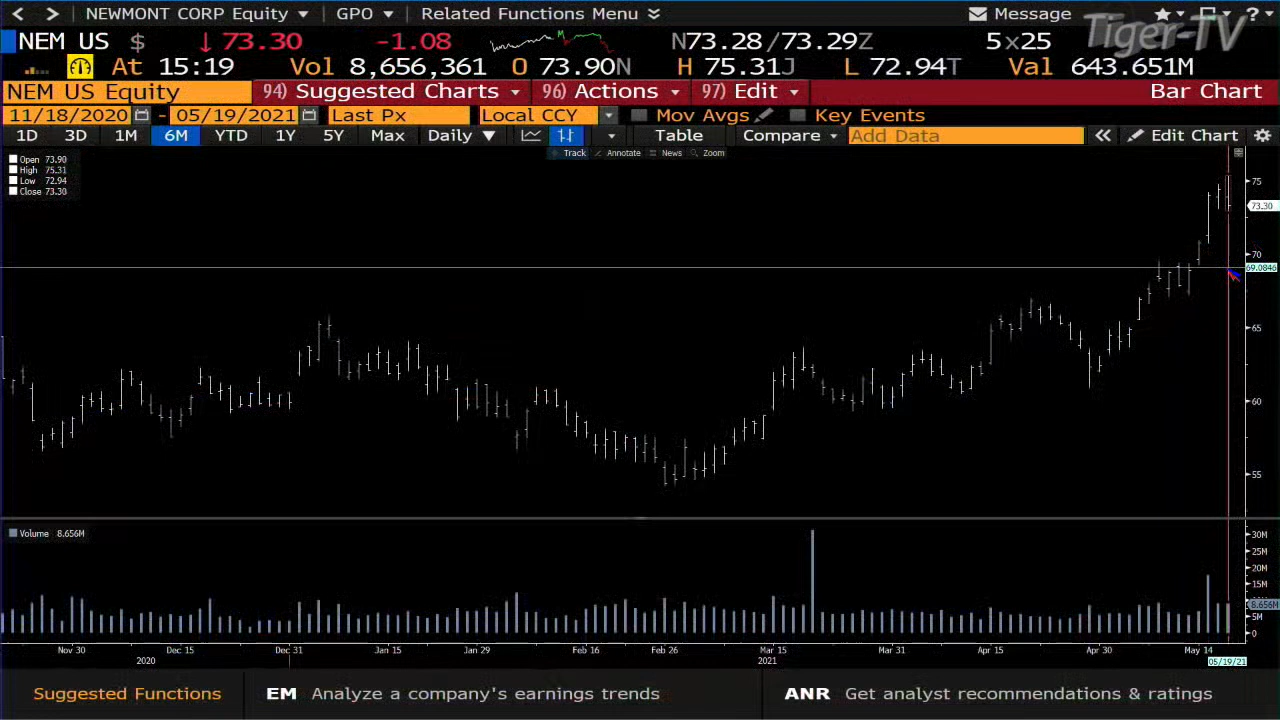 NEWMONT CORP Equity GPO Related Functions Menu Message ?
Tiger-TV
NEM US $ ↓ 73.30 -1.08 N73.28/73.29Z 5x25
At 15:19 Vol 8,656,361 O 73.90N H 75.31J L 72.94T Val 643.651M
NEM US Equity 94) Suggested Charts 96) Actions 97) Edit Bar Chart
11/18/2020 - 05/19/2021 Last Px Local CCY Mov Avgs Key Events
1D 3D 1M 6M YTD 1Y 5Y Max Daily ▼ Table Compare Add Data « Edit Chart
Track Annotate News Zoom
Open 73.90
High 75.31
Low 72.94
Close 73.30
75
73.30
70
69.0846
65
60
55
Volume 8.656M
30M
25M
20M
15M
8.656M
5M
0
Nov 30 Dec 15 Dec 31 Jan 15 Jan 29 Feb 16 Feb 26 Mar 15 Mar 31 Apr 15 Apr 30 May 14
2020 2021 05/19/21
Suggested Functions EM Analyze a company's earnings trends ANR Get analyst recommendations & ratings